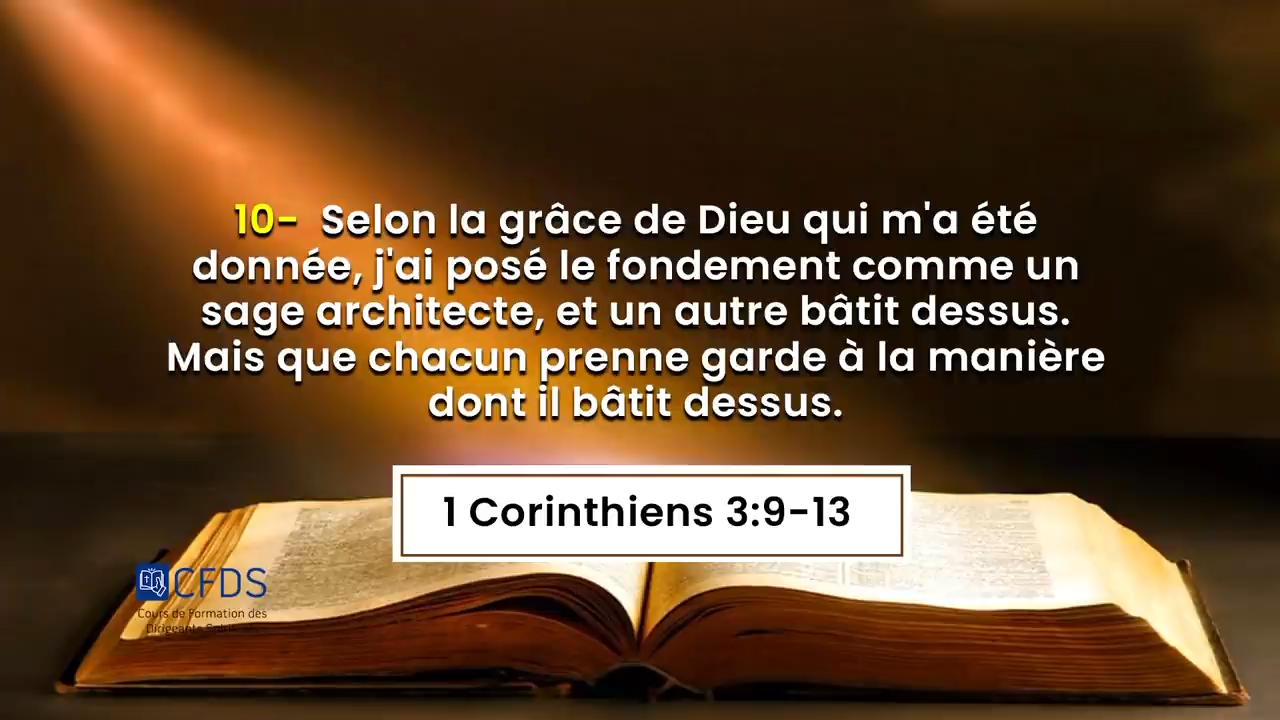 10- Selon la grâce de Dieu qui m'a été
donnée, j'ai posé le fondement comme un
sage architecte, et un autre bâtit dessus.
Mais que chacun prenne garde à la manière
dont il bâtit dessus.
1 Corinthiens 3:9-13
CFDS
Cours de Formation des
Dirigeants